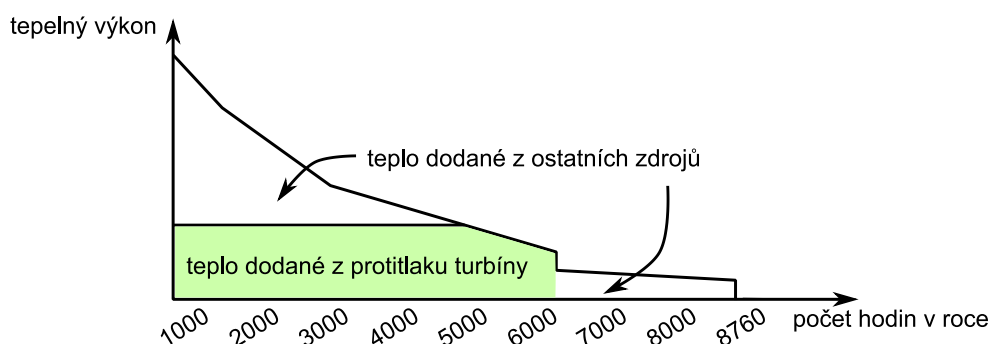 tepelný výkon
teplo dodané z ostatních zdrojů
teplo dodané z protitlaku turbíny
1000
2000
3000
4000
5000
6000
7000
8000
8760
počet hodin v roce